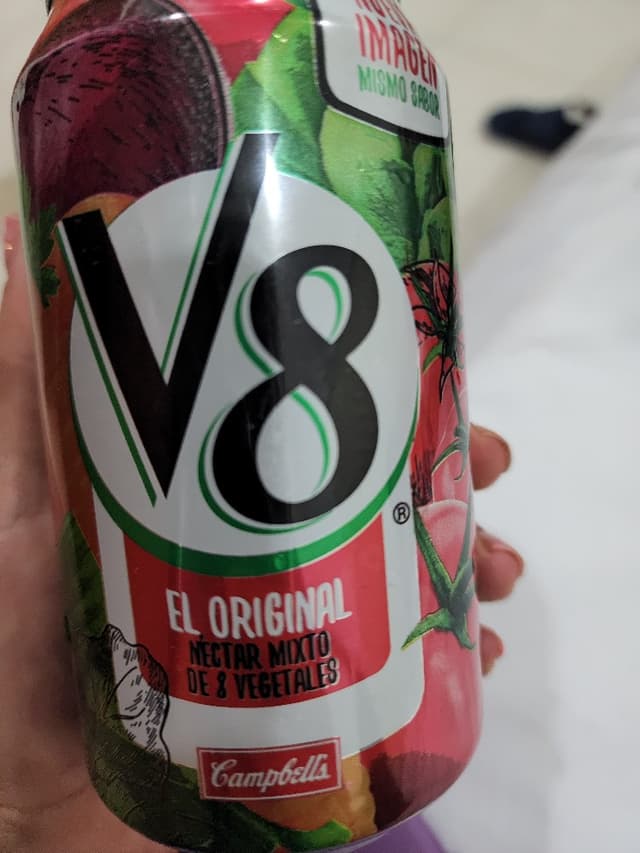 IMAGEN
MISMO SABOR
V8
®
EL ORIGINAL
NÉCTAR MIXTO
DE 8 VEGETALES
Campbell's